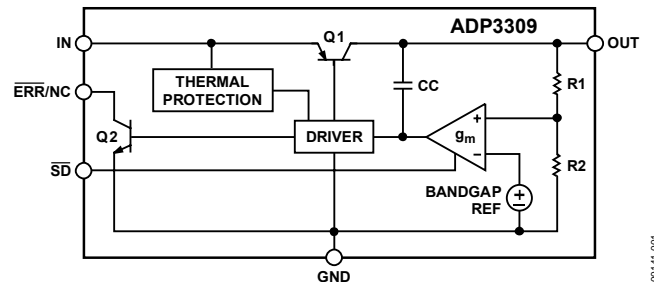 ADP3309
IN
Q1
OUT
THERMAL
PROTECTION
CC
R1
ERR/NC
Q2
DRIVER
gm
+
−
R2
SD
BANDGAP
REF
+
−
GND